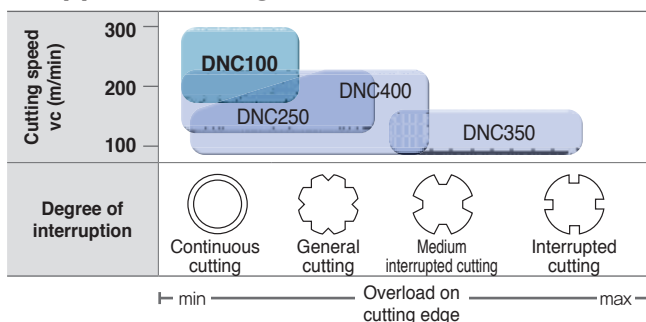 Cutting speed
vc (m/min)
300
200
100
DNC100
DNC400
DNC250
DNC350
Degree of
interruption
Continuous
cutting
General
cutting
Medium
interrupted cutting
Interrupted
cutting
min
Overload on
cutting edge
max